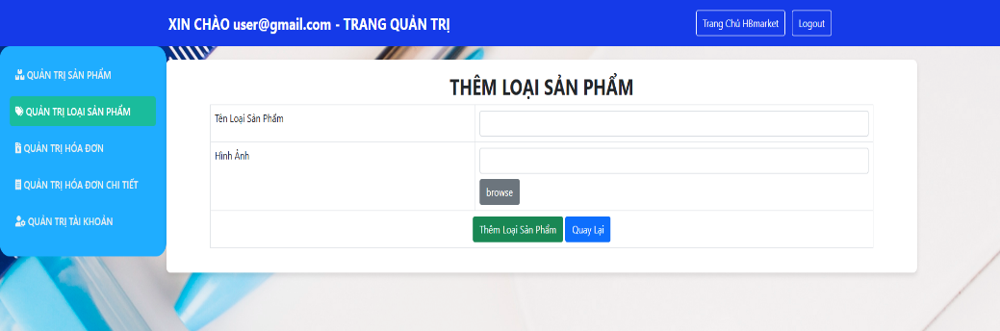 XIN CHÀO user@gmail.com - TRANG QUẢN TRỊ
Trang Chủ HBmarket
Logout
QUẢN TRỊ SẢN PHẨM
QUẢN TRỊ LOẠI SẢN PHẨM
QUẢN TRỊ HÓA ĐƠN
QUẢN TRỊ HÓA ĐƠN CHI TIẾT
QUẢN TRỊ TÀI KHOẢN
THÊM LOẠI SẢN PHẨM
Tên Loại Sản Phẩm
Hình Ảnh
browse
Thêm Loại Sản Phẩm
Quay Lại